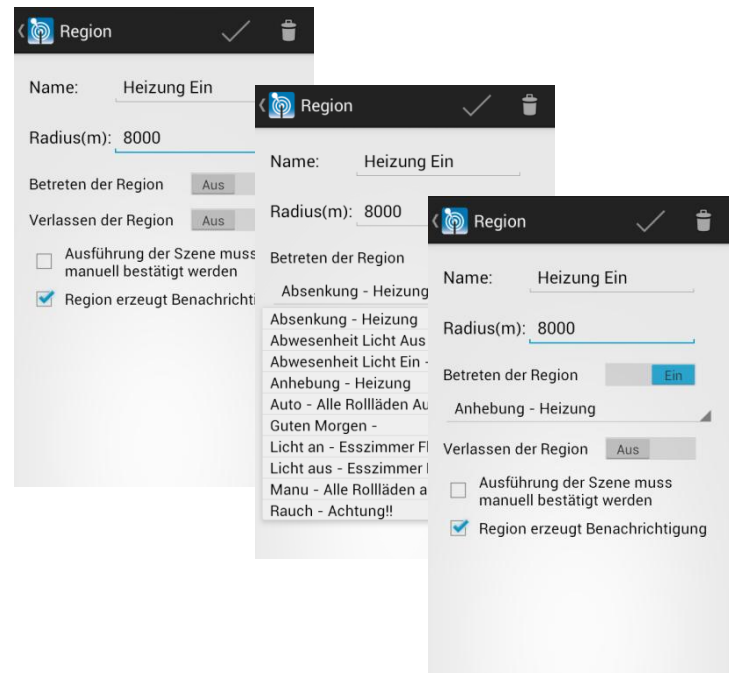 Region
Name: Heizung Ein
Radius(m): 8000
Betreten der Region Aus
Verlassen der Region Aus
Ausführung der Szene muss
manuell bestätigt werden
Region erzeugt Benachrichti
Region
Name: Heizung Ein
Radius(m): 8000
Betreten der Region
Absenkung - Heizung
Absenkung - Heizung
Abwesenheit Licht Aus
Abwesenheit Licht Ein -
Anhebung - Heizung
Auto - Alle Rollläden Au
Guten Morgen -
Licht an - Esszimmer Fl
Licht aus - Esszimmer
Manu - Alle Rollläden a
Rauch - Achtung!!
Region
Name: Heizung Ein
Radius(m): 8000
Betreten der Region Ein
Anhebung - Heizung
Verlassen der Region Aus
Ausführung der Szene muss
manuell bestätigt werden
Region erzeugt Benachrichtigung